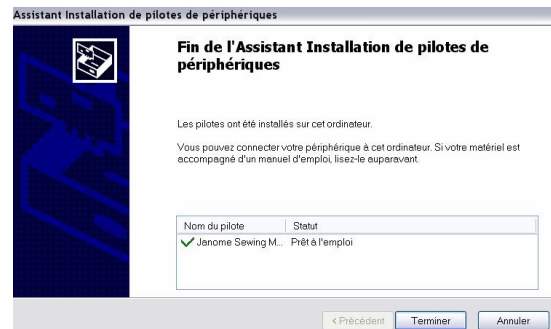 Assistant Installation de pilotes de périphériques
Fin de l'Assistant Installation de pilotes de
périphériques
Les pilotes ont été installés sur cet ordinateur.
Vous pouvez connecter votre périphérique à cet ordinateur. Si votre matériel est
accompagné d'un manuel d'emploi, lisez-le auparavant.
Nom du pilote Statut
Janome Sewing M... Prêt à l'emploi
< Précédent Terminer Annuler